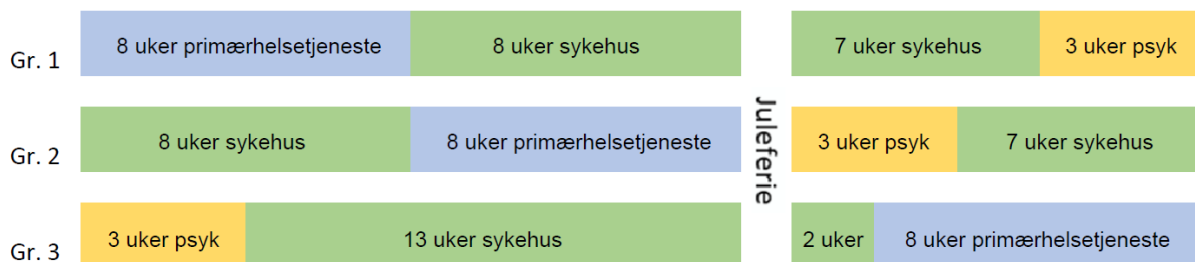 Gr. 1 8 uker primærhelsetjeneste 8 uker sykehus 7 uker sykehus 3 uker psyk
Gr. 2 8 uker sykehus 8 uker primærhelsetjeneste 3 uker psyk 7 uker sykehus
Gr. 3 3 uker psyk 13 uker sykehus 2 uker 8 uker primærhelsetjeneste
Juleferie